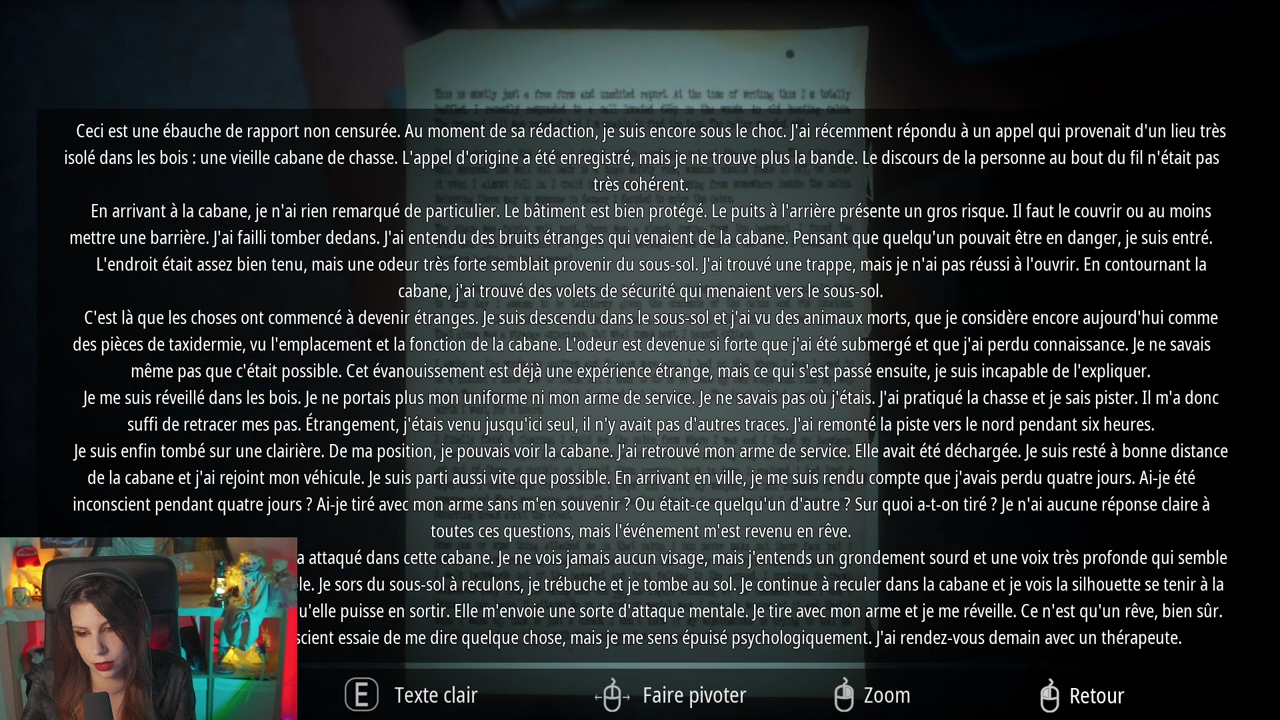 Ceci est une ébauche de rapport non censurée. Au moment de sa rédaction, je suis encore sous le choc. J'ai récemment répondu à un appel qui provenait d'un lieu très
isolé dans les bois : une vieille cabane de chasse. L'appel d'origine a été enregistré, mais je ne trouve plus la bande. Le discours de la personne au bout du fil n'était pas
très cohérent.
En arrivant à la cabane, je n'ai rien remarqué de particulier. Le bâtiment est bien protégé. Le puits à l'arrière présente un gros risque. Il faut le couvrir ou au moins
mettre une barrière. J'ai failli tomber dedans. J'ai entendu des bruits étranges qui venaient de la cabane. Pensant que quelqu'un pouvait être en danger, je suis entré.
L'endroit était assez bien tenu, mais une odeur très forte semblait provenir du sous-sol. J'ai trouvé une trappe, mais je n'ai pas réussi à l'ouvrir. En contournant la
cabane, j'ai trouvé des volets de sécurité qui menaient vers le sous-sol.
C'est là que les choses ont commencé à devenir étranges. Je suis descendu dans le sous-sol et j'ai vu des animaux morts, que je considère encore aujourd'hui comme
des pièces de taxidermie, vu l'emplacement et la fonction de la cabane. L'odeur est devenue si forte que j'ai été submergé et que j'ai perdu connaissance. Je ne savais
même pas que c'était possible. Cet évanouissement est déjà une expérience étrange, mais ce qui s'est passé ensuite, je suis incapable de l'expliquer.
Je me suis réveillé dans les bois. Je ne portais plus mon uniforme ni mon arme de service. Je ne savais pas où j'étais. J'ai pratiqué la chasse et je sais pister. Il m'a donc
suffi de retracer mes pas. Étrangement, j'étais venu jusqu'ici seul, il n'y avait pas d'autres traces. J'ai remonté la piste vers le nord pendant six heures.
Je suis enfin tombé sur une clairière. De ma position, je pouvais voir la cabane. J'ai retrouvé mon arme de service. Elle avait été déchargée. Je suis resté à bonne distance
de la cabane et j'ai rejoint mon véhicule. Je suis parti aussi vite que possible. En arrivant en ville, je me suis rendu compte que j'avais perdu quatre jours. Ai-je été
inconscient pendant quatre jours ? Ai-je tiré avec mon arme sans m'en souvenir ? Ou était-ce quelqu'un d'autre ? Sur quoi a-t-on tiré ? Je n'ai aucune réponse claire à
toutes ces questions, mais l'événement m'est revenu en rêve.
a attaqué dans cette cabane. Je ne vois jamais aucun visage, mais j'entends un grondement sourd et une voix très profonde qui semble
le. Je sors du sous-sol à reculons, je trébuche et je tombe au sol. Je continue à reculer dans la cabane et je vois la silhouette se tenir à la
u'elle puisse en sortir. Elle m'envoie une sorte d'attaque mentale. Je tire avec mon arme et je me réveille. Ce n'est qu'un rêve, bien sûr.
scient essaie de me dire quelque chose, mais je me sens épuisé psychologiquement. J'ai rendez-vous demain avec un thérapeute.
E Texte clair Faire pivoter Zoom Retour